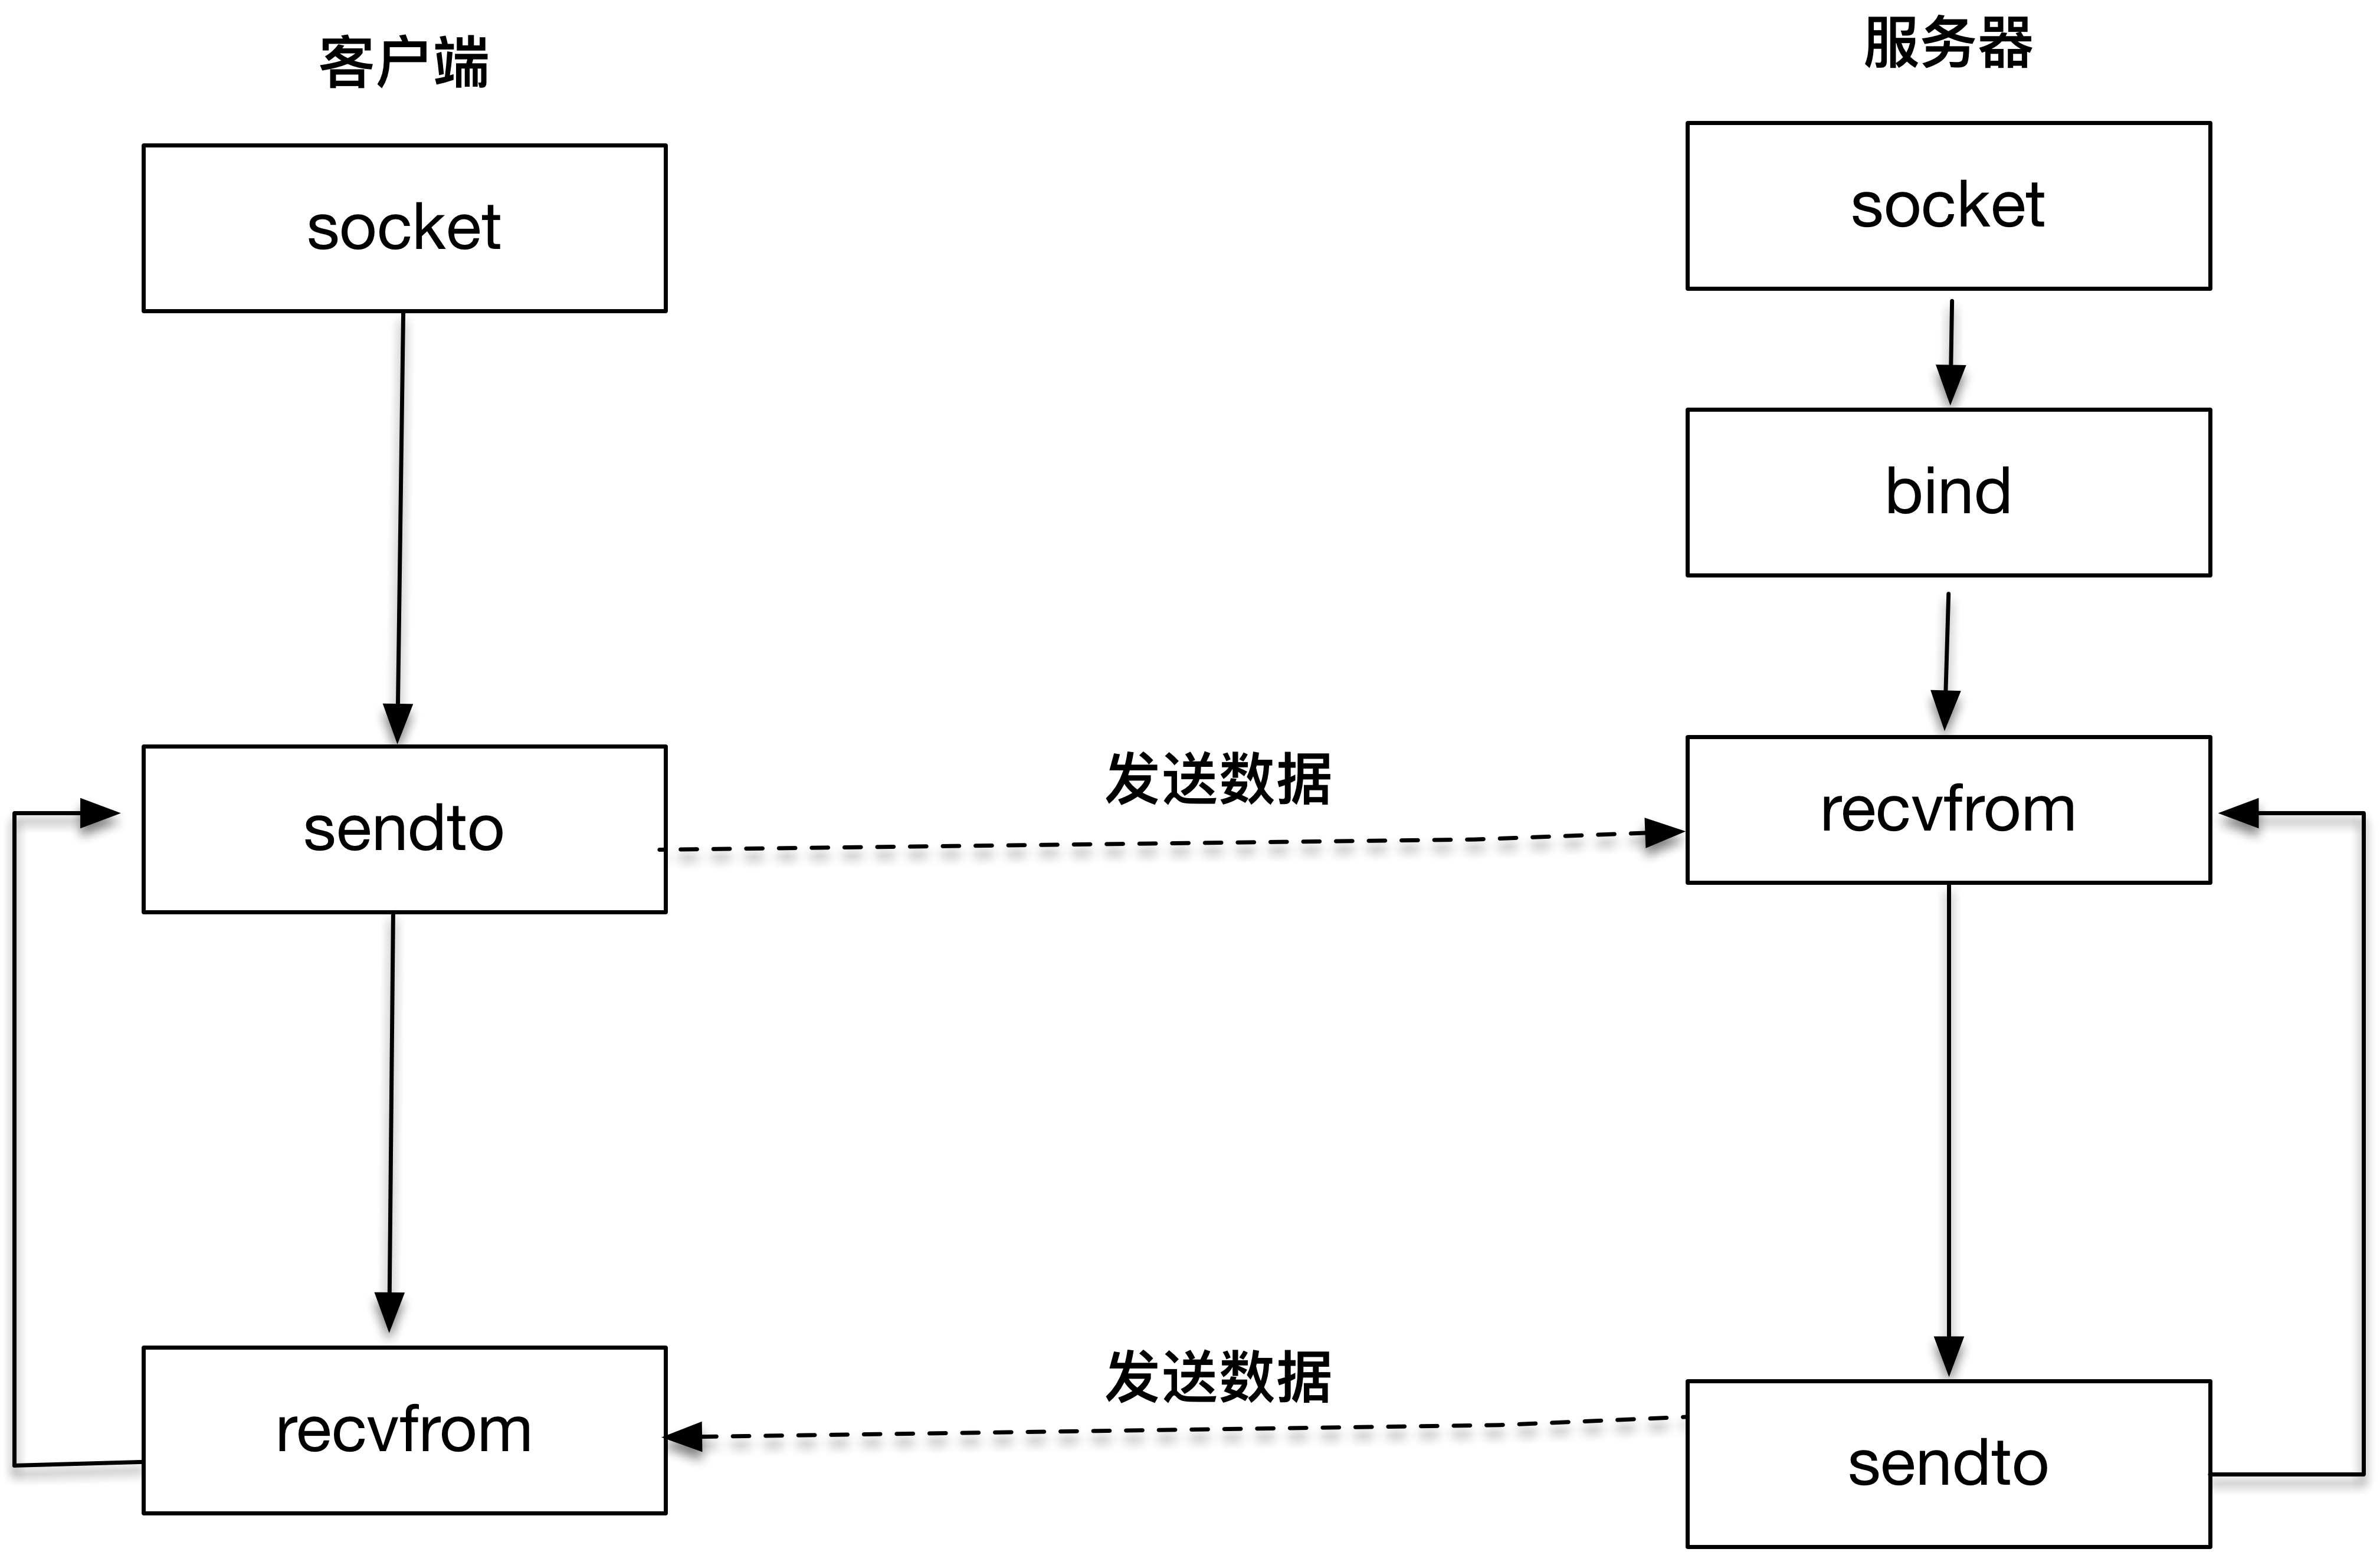 客户端
服务器
socket
socket
bind
sendto
发送数据
recvfrom
recvfrom
发送数据
sendto